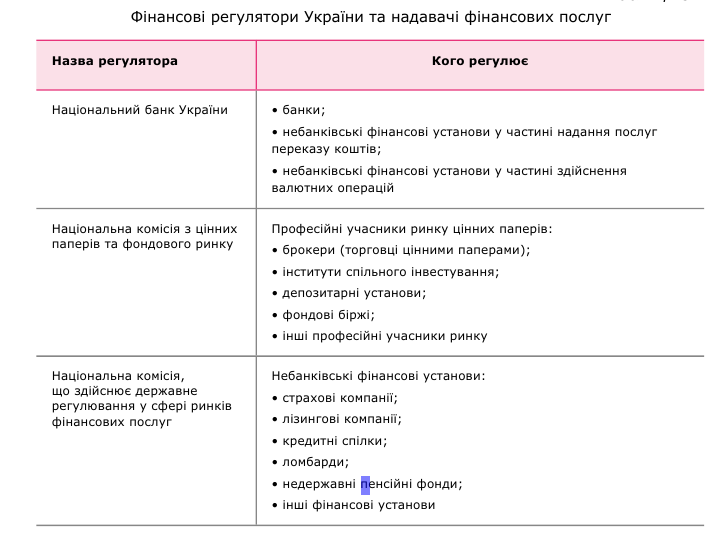 Фінансові регулятори України та надавачі фінансових послуг
Назва регулятора
Кого регулює
Національний банк України
• банки;
• небанківські фінансові установи у частині надання послуг
переказу коштів;
• небанківські фінансові установи у частині здійснення
валютних операцій
Національна комісія з цінних
паперів та фондового ринку
Професійні учасники ринку цінних паперів:
• брокери (торговці цінними паперами);
• інститути спільного інвестування;
• депозитарні установи;
• фондові біржі;
• інші професійні учасники ринку
Національна комісія,
що здійснює державне
регулювання у сфері ринків
фінансових послуг
Небанківські фінансові установи:
• страхові компанії;
• лізингові компанії;
• кредитні спілки;
• ломбарди;
• недержавні пенсійні фонди;
• інші фінансові установи